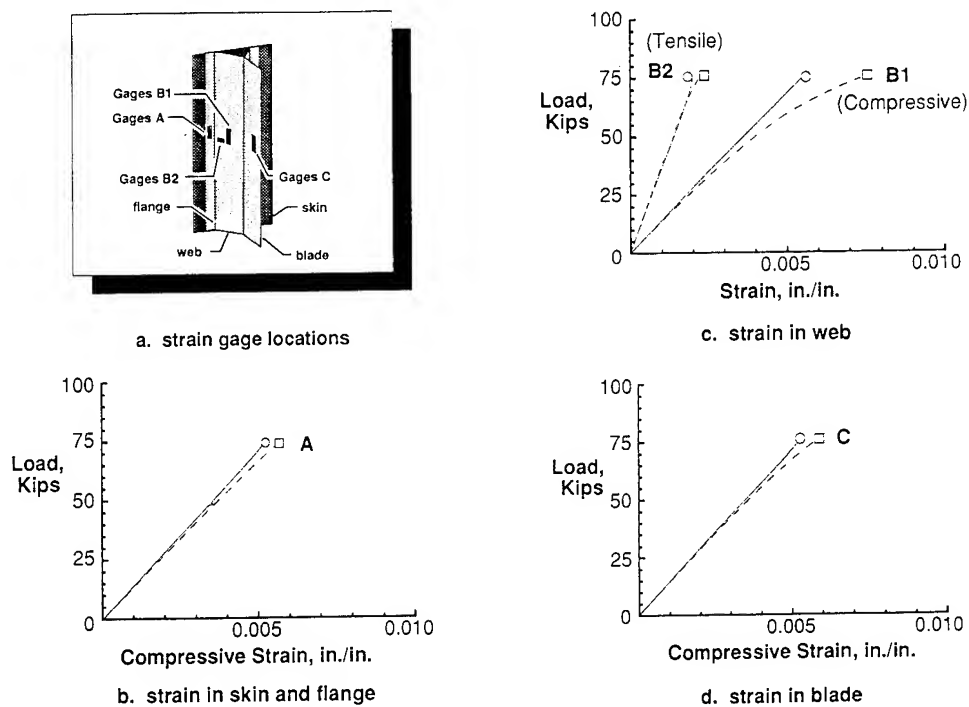 Gages B1
Gages A
Gages B2
Gages C
flange
skin
web
blade
a. strain gage locations
100
75
50
25
0
Load,
Kips
(Tensile)
B2
B1
(Compressive)
0.005
0.010
Strain, in./in.
c. strain in web
100
75
50
25
0
Load,
Kips
A
0.005
0.010
Compressive Strain, in./in.
b. strain in skin and flange
100
75
50
25
0
Load,
Kips
C
0.005
0.010
Compressive Strain, in./in.
d. strain in blade